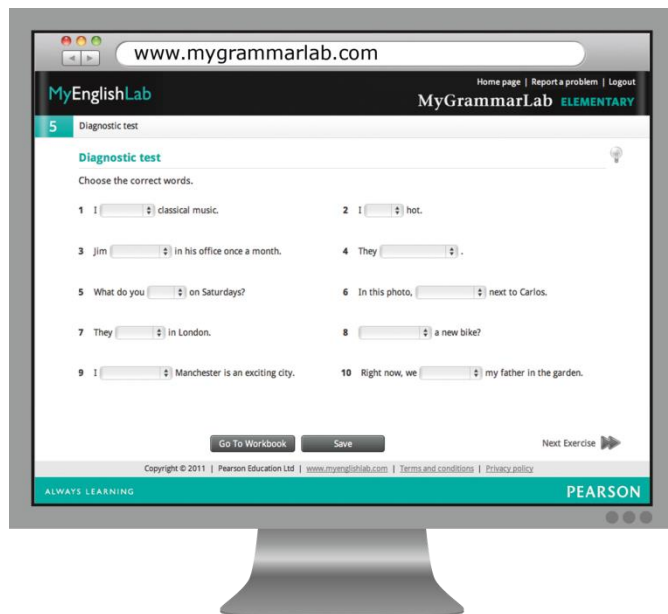 www.mygrammarlab.com
Home page | Report a problem | Logout
MyEnglishLab
MyGrammarLab ELEMENTARY
5 Diagnostic test
Diagnostic test
Choose the correct words.
1 I classical music. 2 I hot.
3 Jim in his office once a month. 4 They .
5 What do you on Saturdays? 6 In this photo, next to Carlos.
7 They in London. 8 a new bike?
9 I Manchester is an exciting city. 10 Right now, we my father in the garden.
Go To Workbook Save Next Exercise
Copyright © 2011 | Pearson Education Ltd | www.myenglishlab.com | Terms and conditions | Privacy policy
ALWAYS LEARNING PEARSON